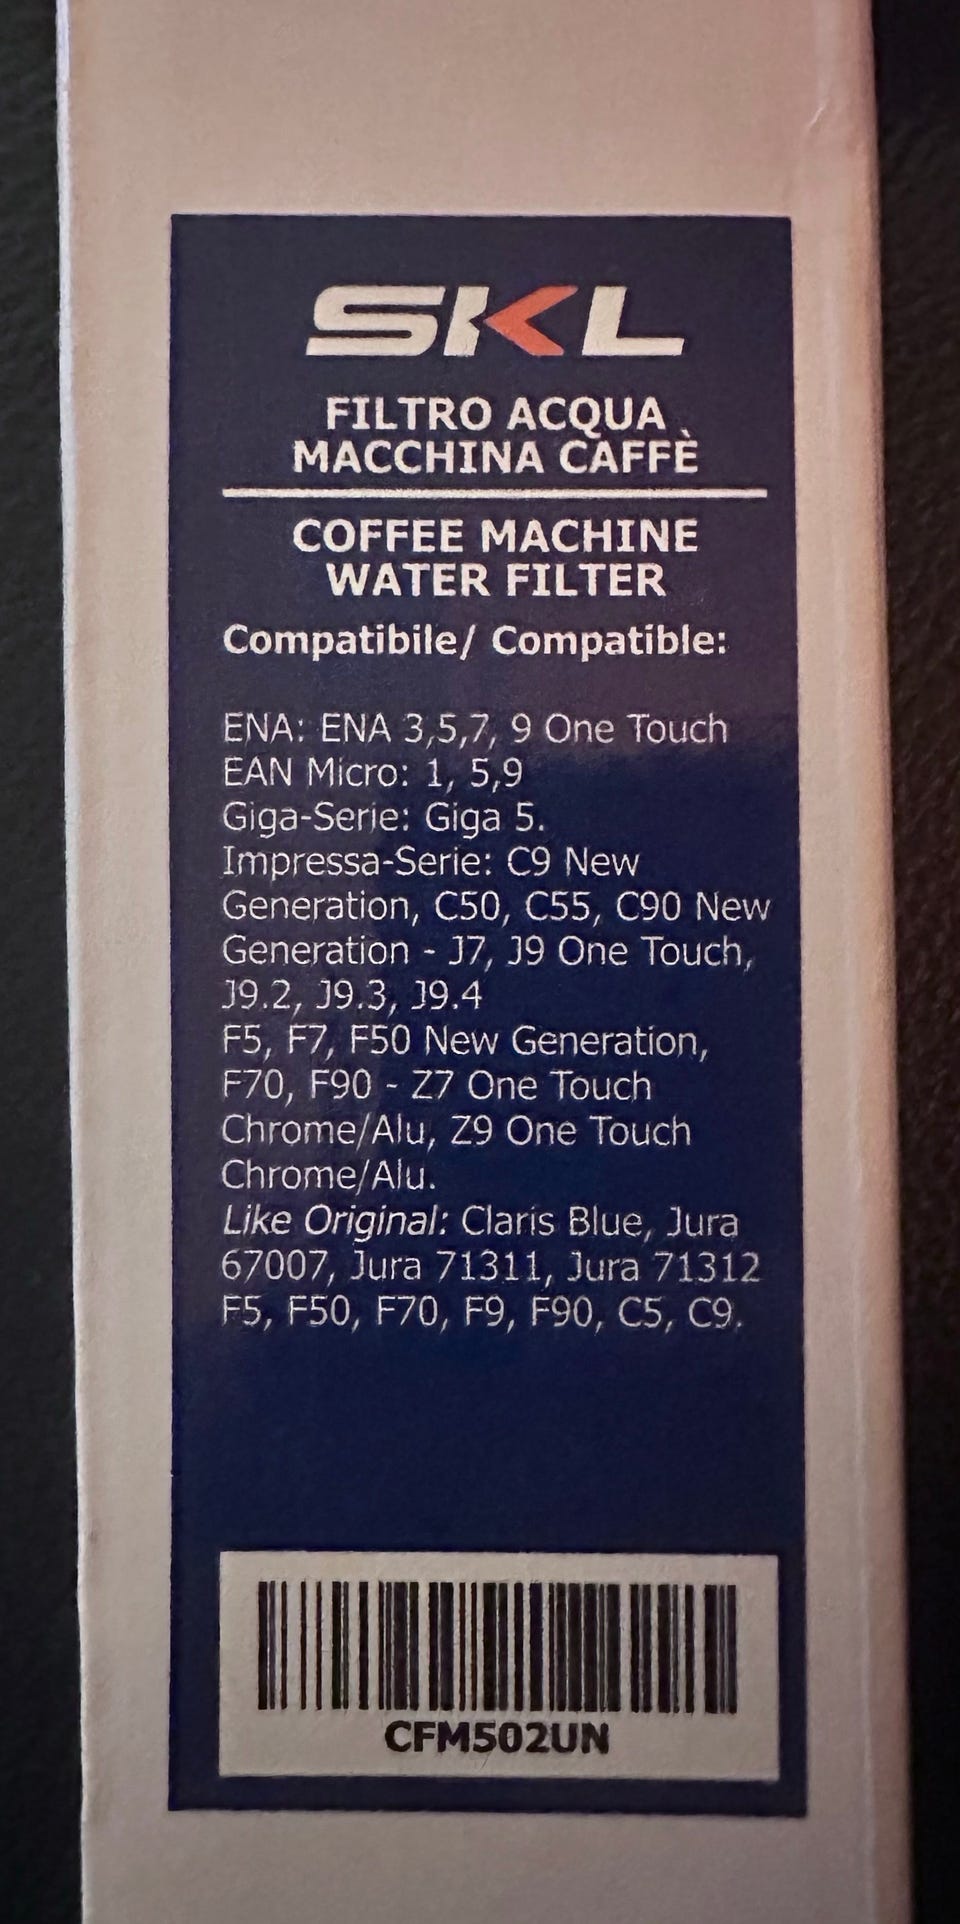 SKL
FILTRO ACQUA
MACCHINA CAFFÈ
COFFEE MACHINE
WATER FILTER
Compatibile/ Compatible:
ENA: ENA 3,5,7, 9 One Touch
EAN Micro: 1, 5,9
Giga-Serie: Giga 5.
Impressa-Serie: C9 New
Generation, C50, C55, C90 New
Generation - J7, J9 One Touch,
J9.2, J9.3, J9.4
F5, F7, F50 New Generation,
F70, F90 - Z7 One Touch
Chrome/Alu, Z9 One Touch
Chrome/Alu.
Like Original: Claris Blue, Jura
67007, Jura 71311, Jura 71312
F5, F50, F70, F9, F90, C5, C9.
CFM502UN